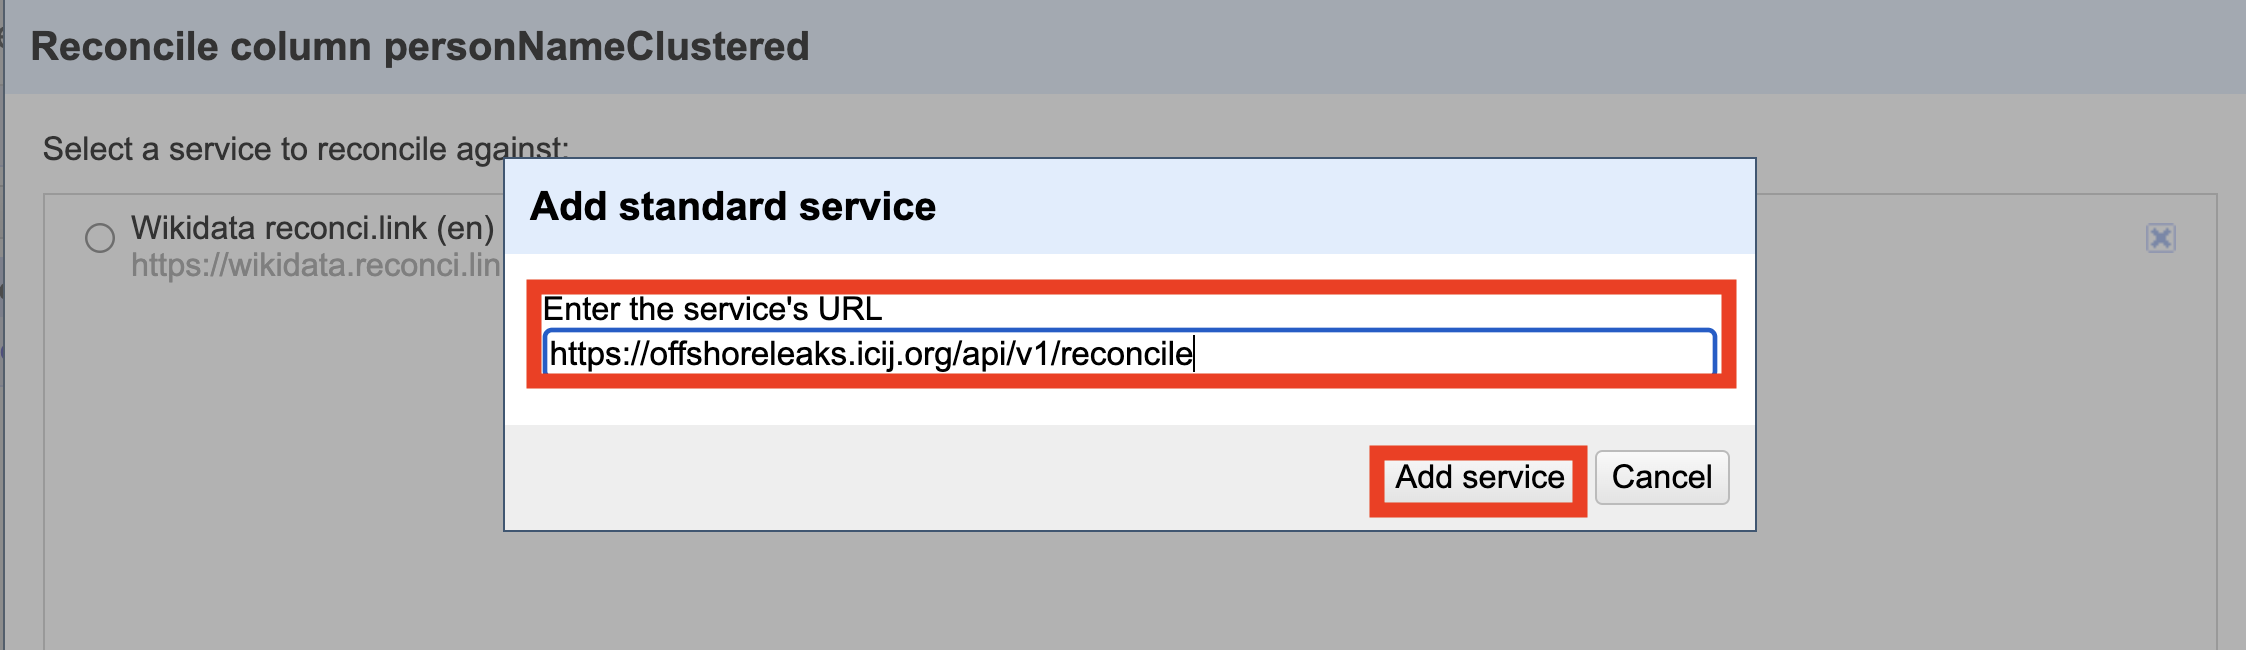 Reconcile column personNameClustered
Select a service to reconcile against:
Wikidata reconci.link (en)
https://wikidata.reconci.lin
Add standard service
Enter the service's URL
https://offshoreleaks.icij.org/api/v1/reconcile
Add service
Cancel